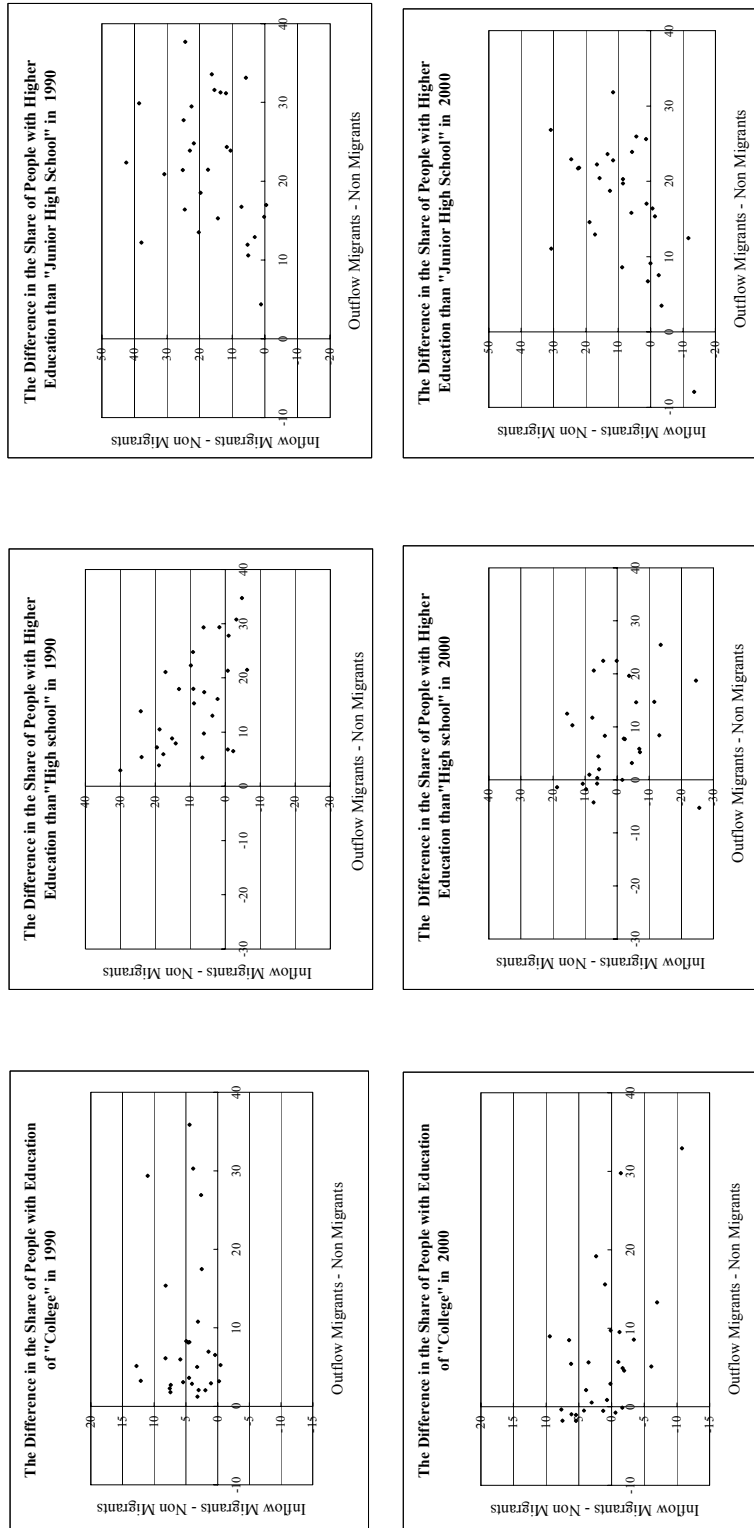 The Difference in the Share of People with Education
of "College" in 1990
Inflow Migrants - Non Migrants
20
15
10
5
0
-5
-10
-15
-10 0 10 20 30 40
Outflow Migrants - Non Migrants
The Difference in the Share of People with Higher
Education than "High school" in 1990
Inflow Migrants - Non Migrants
40
30
20
10
0
-10
-20
-30
-30 -20 -10 0 10 20 30 40
Outflow Migrants - Non Migrants
The Difference in the Share of People with Higher
Education than "Junior High School" in 1990
Inflow Migrants - Non Migrants
50
40
30
20
10
0
-10 0 10 20 30 40
Outflow Migrants - Non Migrants
The Difference in the Share of People with Education
of "College" in 2000
Inflow Migrants - Non Migrants
20
15
10
5
0
-5
-10
-15
-10 0 10 20 30 40
Outflow Migrants - Non Migrants
The Difference in the Share of People with Higher
Education than"High school" in 2000
Inflow Migrants - Non Migrants
40
30
20
10
0
-10
-20
-30
-30 -20 -10 0 10 20 30 40
Outflow Migrants - Non Migrants
The Difference in the Share of People with Higher
Education than "Junior High School" in 2000
Inflow Migrants - Non Migrants
50
40
30
20
10
0
-10
-20
-10 0 10 20 30 40
Outflow Migrants - Non Migrants